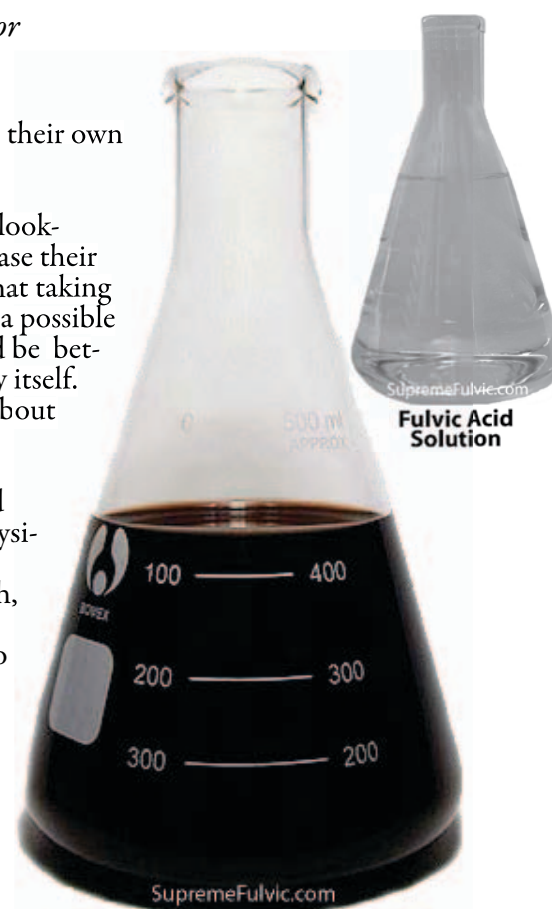 or
their own
look-
ase their
hat taking
a possible
d be bet-
y itself.
bout
d
ysi-
h,
o
SupremeFulvic.com
Fulvic Acid
Solution
500 ml
APPROX
BOMEX
100 400
200 300
300 200
SupremeFulvic.com